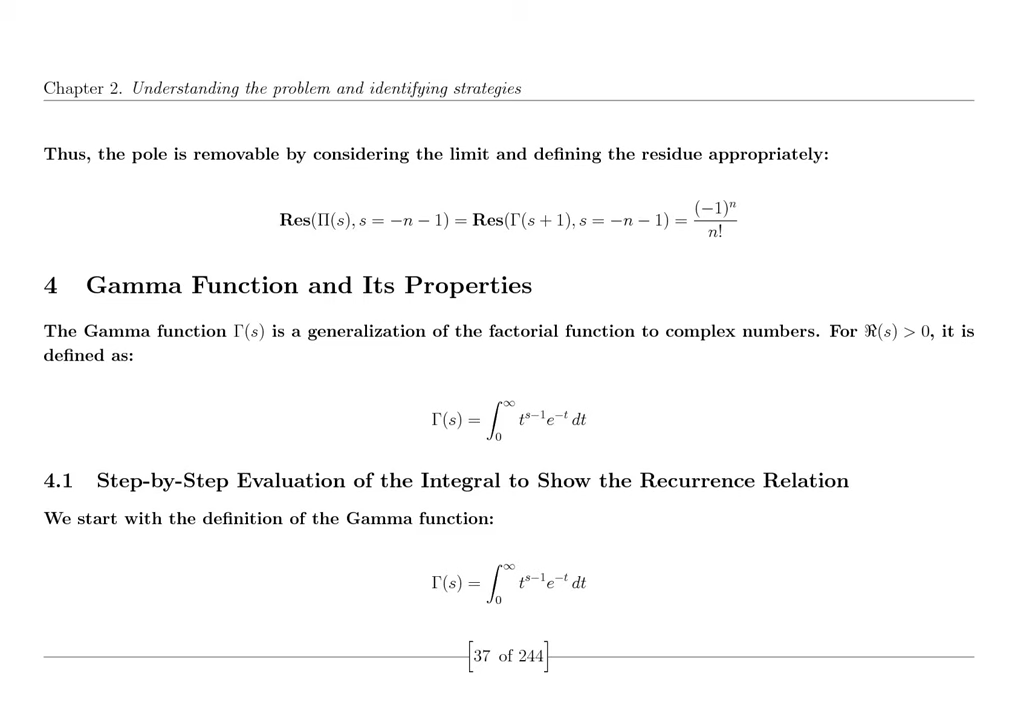 Chapter 2. Understanding the problem and identifying strategies
Thus, the pole is removable by considering the limit and defining the residue appropriately:
Res(Π(s), s = −n − 1) = Res(Γ(s + 1), s = −n − 1) = (−1)^n / n!
4 Gamma Function and Its Properties
The Gamma function Γ(s) is a generalization of the factorial function to complex numbers. For ℜ(s) > 0, it is
defined as:
Γ(s) = ∫_0^∞ t^{s−1} e^{−t} dt
4.1 Step-by-Step Evaluation of the Integral to Show the Recurrence Relation
We start with the definition of the Gamma function:
Γ(s) = ∫_0^∞ t^{s−1} e^{−t} dt
[37 of 244]